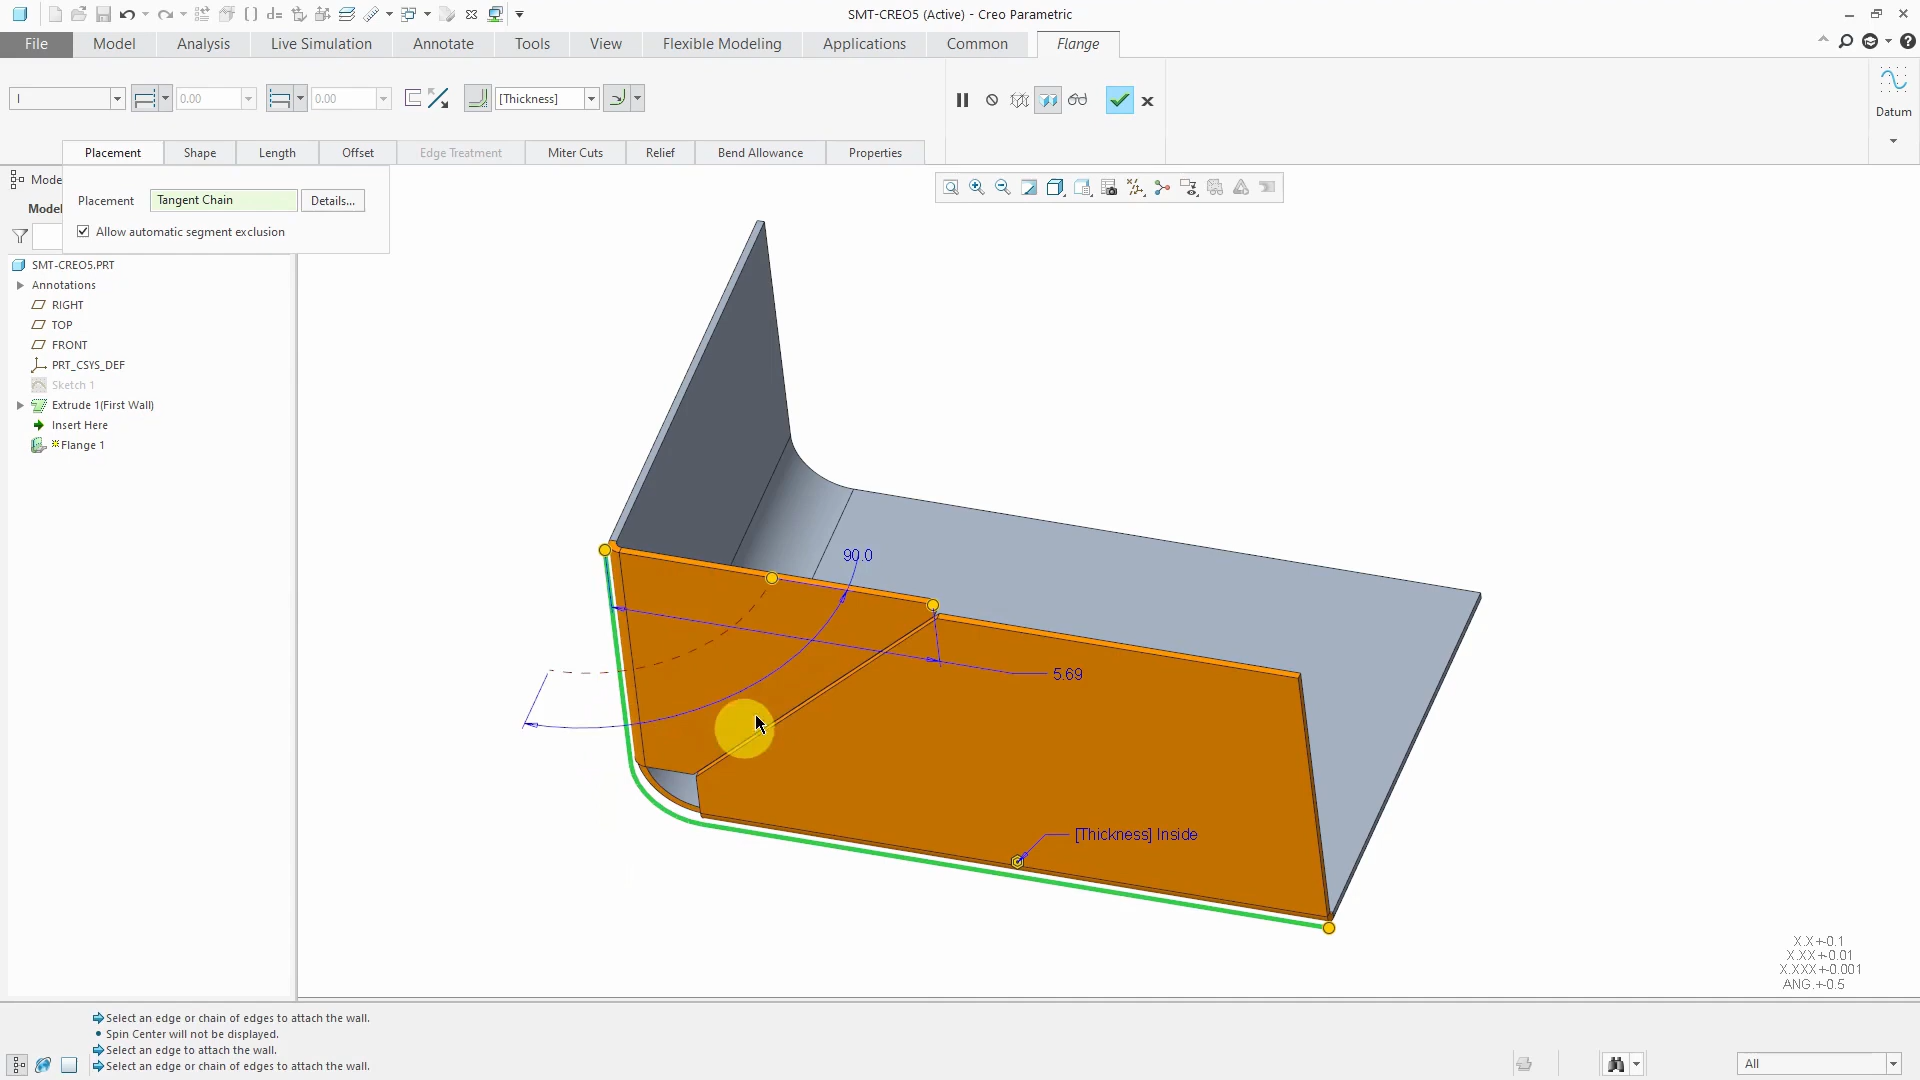 SMT-CREO5 (Active) - Creo Parametric
File Model Analysis Live Simulation Annotate Tools View Flexible Modeling Applications Common Flange
I 0.00 0.00 [Thickness]
Datum
Placement Shape Length Offset Edge Treatment Miter Cuts Relief Bend Allowance Properties
Mode
Placement Tangent Chain Details...
Model
Allow automatic segment exclusion
SMT-CREO5.PRT
Annotations
RIGHT
TOP
FRONT
PRT_CSYS_DEF
Sketch 1
Extrude 1(First Wall)
Insert Here
Flange 1
90.0
5.69
[Thickness] Inside
X.X+-0.1
X.XX+-0.01
X.XXX+-0.001
ANG.+-0.5
Select an edge or chain of edges to attach the wall.
Spin Center will not be displayed.
Select an edge to attach the wall.
Select an edge or chain of edges to attach the wall.
All